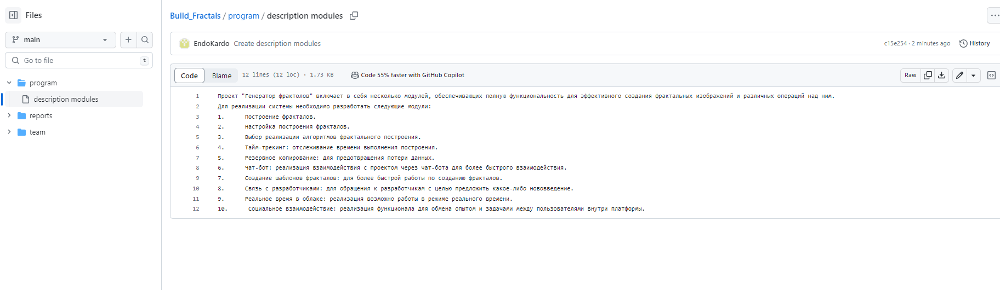 Files
main
Go to file
t
program
description modules
reports
team
Build_Fractals / program / description modules
EndoKardo Create description modules
c15e254 · 2 minutes ago
History
Code
Blame
12 lines (12 loc) · 1.73 KB
Code 55% faster with GitHub Copilot
Raw
1 Проект "Генератор фрактолов" включает в себя несколько модулей, обеспечивающих полную функциональность для эффективного создания фрактальных изображений и различных операций над ним.
2 Для реализации системы необходимо разработать следующие модули:
3 1. Построение фракталов.
4 2. Настройка построения фракталов.
5 3. Выбор реализации алгоритмов фрактального построения.
6 4. Тайм-трекинг: отслеживание времени выполнения построения.
7 5. Резервное копирование: для предотвращения потери данных.
8 6. Чат-бот: реализация взаимодействия с проектом через чат-бота для более быстрого взаимодействия.
9 7. Создание шаблонов фракталов: для более быстрой работы по созданию фракталов.
10 8. Связь с разработчиками: для обращения к разработчикам с целью предложить какое-либо нововведение.
11 9. Реальное время в облаке: реализация возможно работы в режиме реального времени.
12 10. Социальное взаимодействие: реализация функционала для обмена опытом и задачами между пользователями внутри платформы.